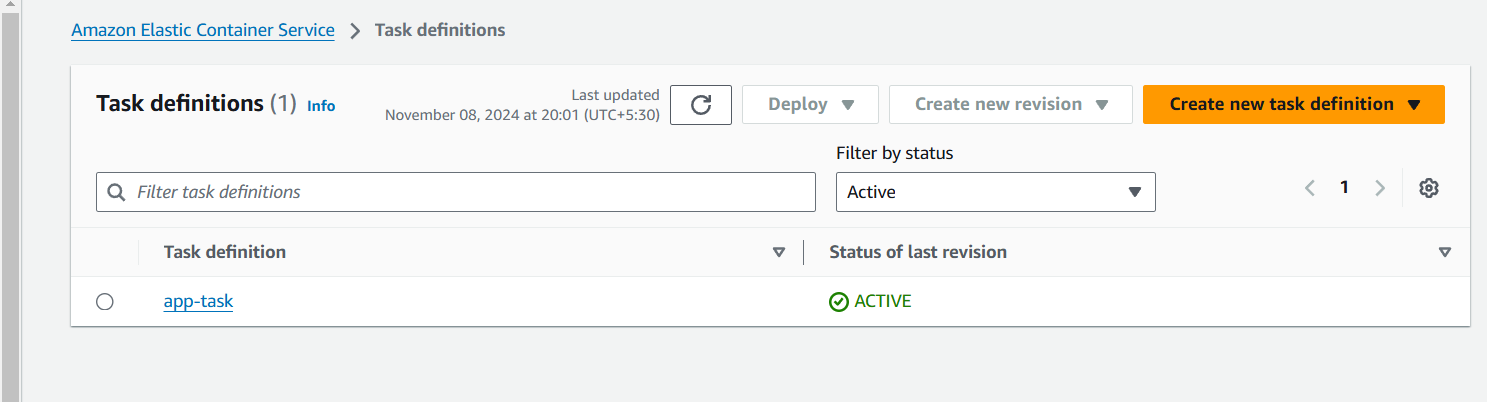 Amazon Elastic Container Service > Task definitions
Task definitions (1) Info
Last updated
November 08, 2024 at 20:01 (UTC+5:30)
Deploy
Create new revision
Create new task definition
Filter by status
Filter task definitions
Active
1
Task definition
Status of last revision
app-task
ACTIVE